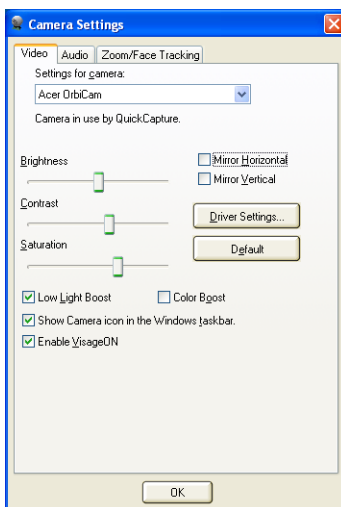 Camera Settings
Video Audio Zoom/Face Tracking
Settings for camera:
Acer OrbiCam
Camera in use by QuickCapture.
Brightness
Mirror Horizontal
Mirror Vertical
Contrast
Driver Settings...
Saturation
Default
Low Light Boost Color Boost
Show Camera icon in the Windows taskbar.
Enable VisageON
OK